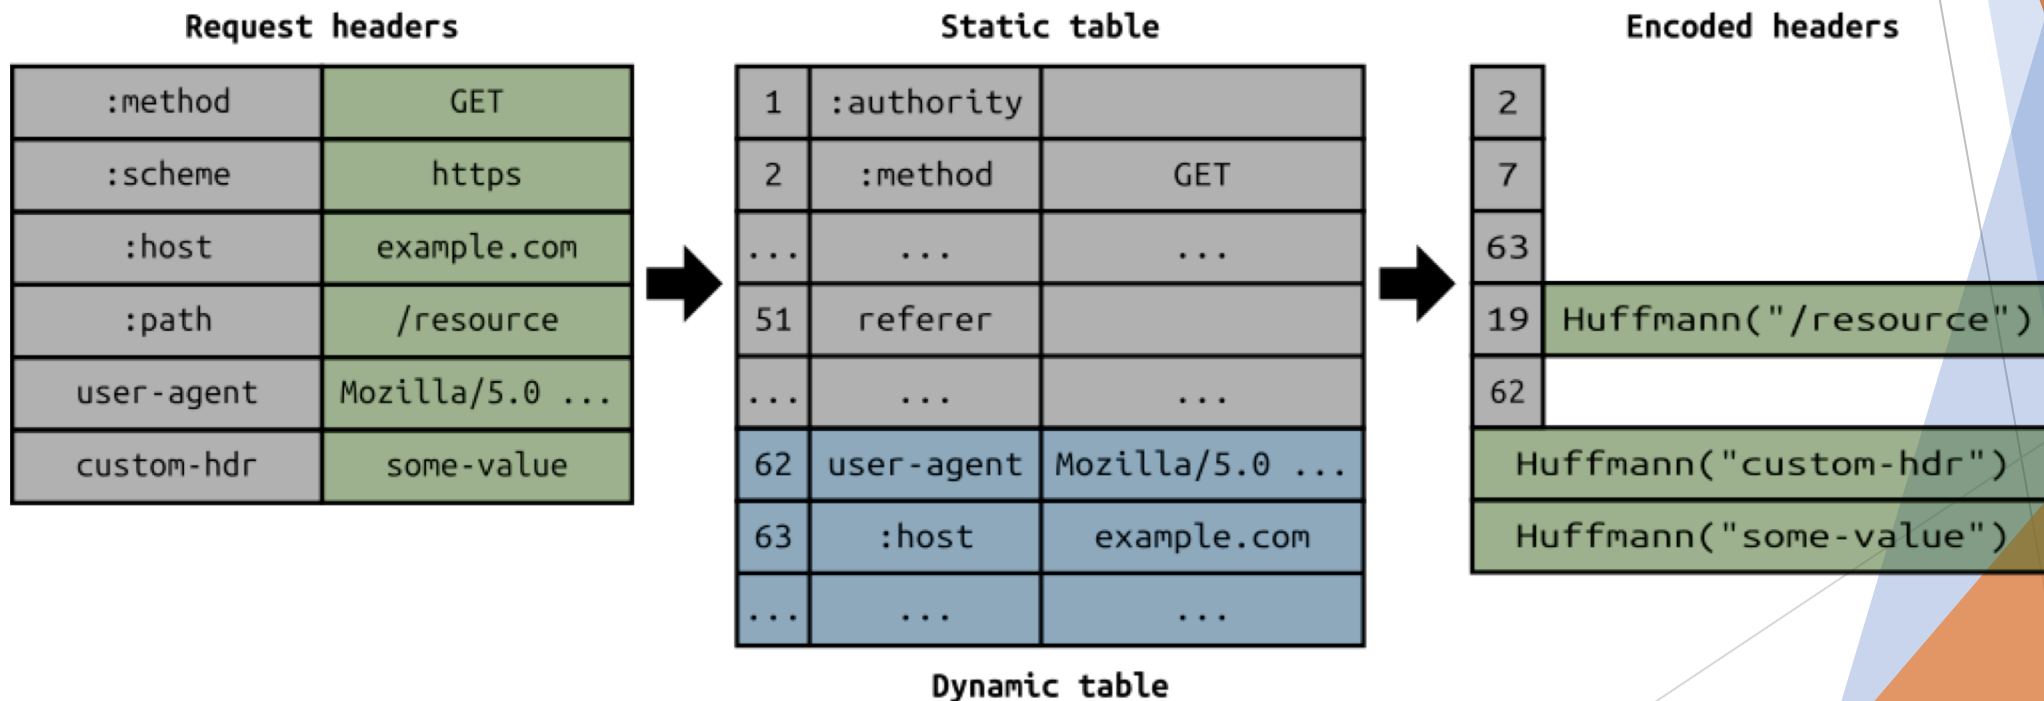 Request headers
:method GET
:scheme https
:host example.com
:path /resource
user-agent Mozilla/5.0 ...
custom-hdr some-value
Static table
1 :authority
2 :method GET
... ... ...
51 referer
... ... ...
62 user-agent Mozilla/5.0 ...
63 :host example.com
... ... ...
Dynamic table
Encoded headers
2
7
63
19 Huffmann("/resource")
62
Huffmann("custom-hdr")
Huffmann("some-value")